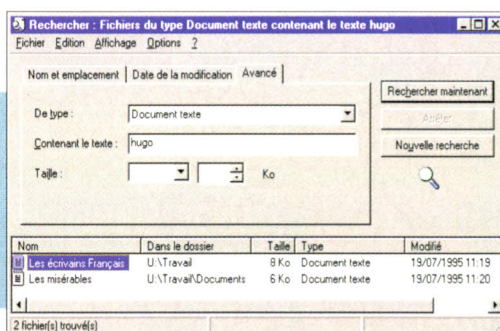 Rechercher : Fichiers du type Document texte contenant le texte hugo
Fichier Edition Affichage Options ?
Nom et emplacement Date de la modification Avancé
De type : Document texte
Contenant le texte : hugo
Taille : Ko
Rechercher maintenant
Arrêter
Nouvelle recherche
Nom Dans le dossier Taille Type Modifié
Les écrivains Français U:\Travail 8 Ko Document texte 19/07/1995 11:19
Les misérables U:\Travail\Documents 6 Ko Document texte 19/07/1995 11:20
2 fichier(s) trouvé(s)